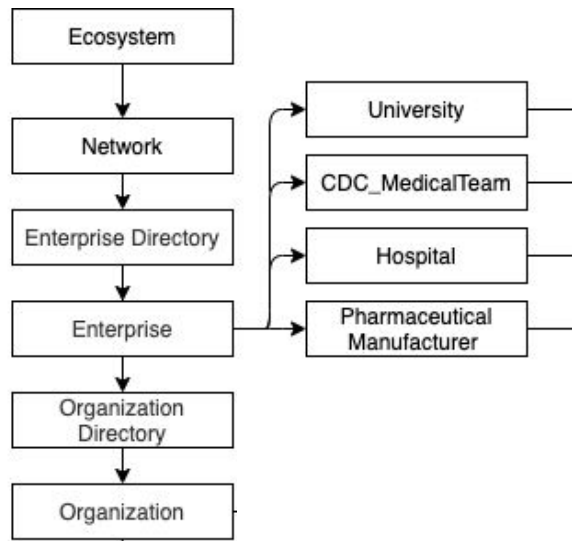 Ecosystem
Network
Enterprise Directory
Enterprise
Organization
Directory
Organization
University
CDC_MedicalTeam
Hospital
Pharmaceutical
Manufacturer